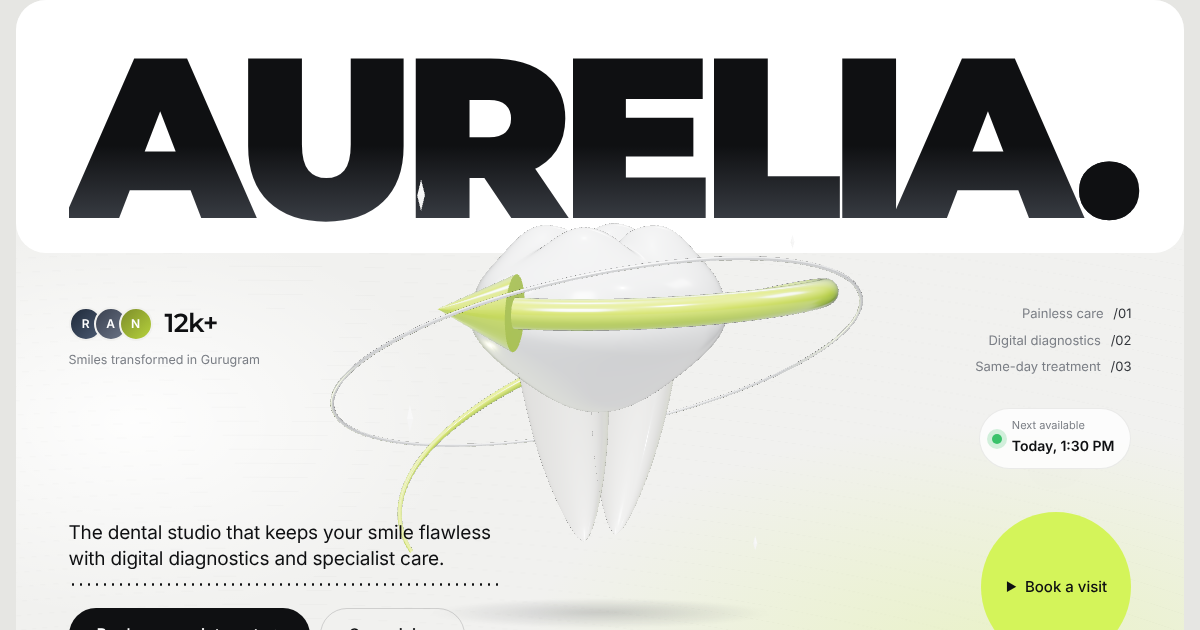 AURELIA.
R A N 12k+
Smiles transformed in Gurugram
Painless care /01
Digital diagnostics /02
Same-day treatment /03
Next available
Today, 1:30 PM
The dental studio that keeps your smile flawless
with digital diagnostics and specialist care.
Book a visit